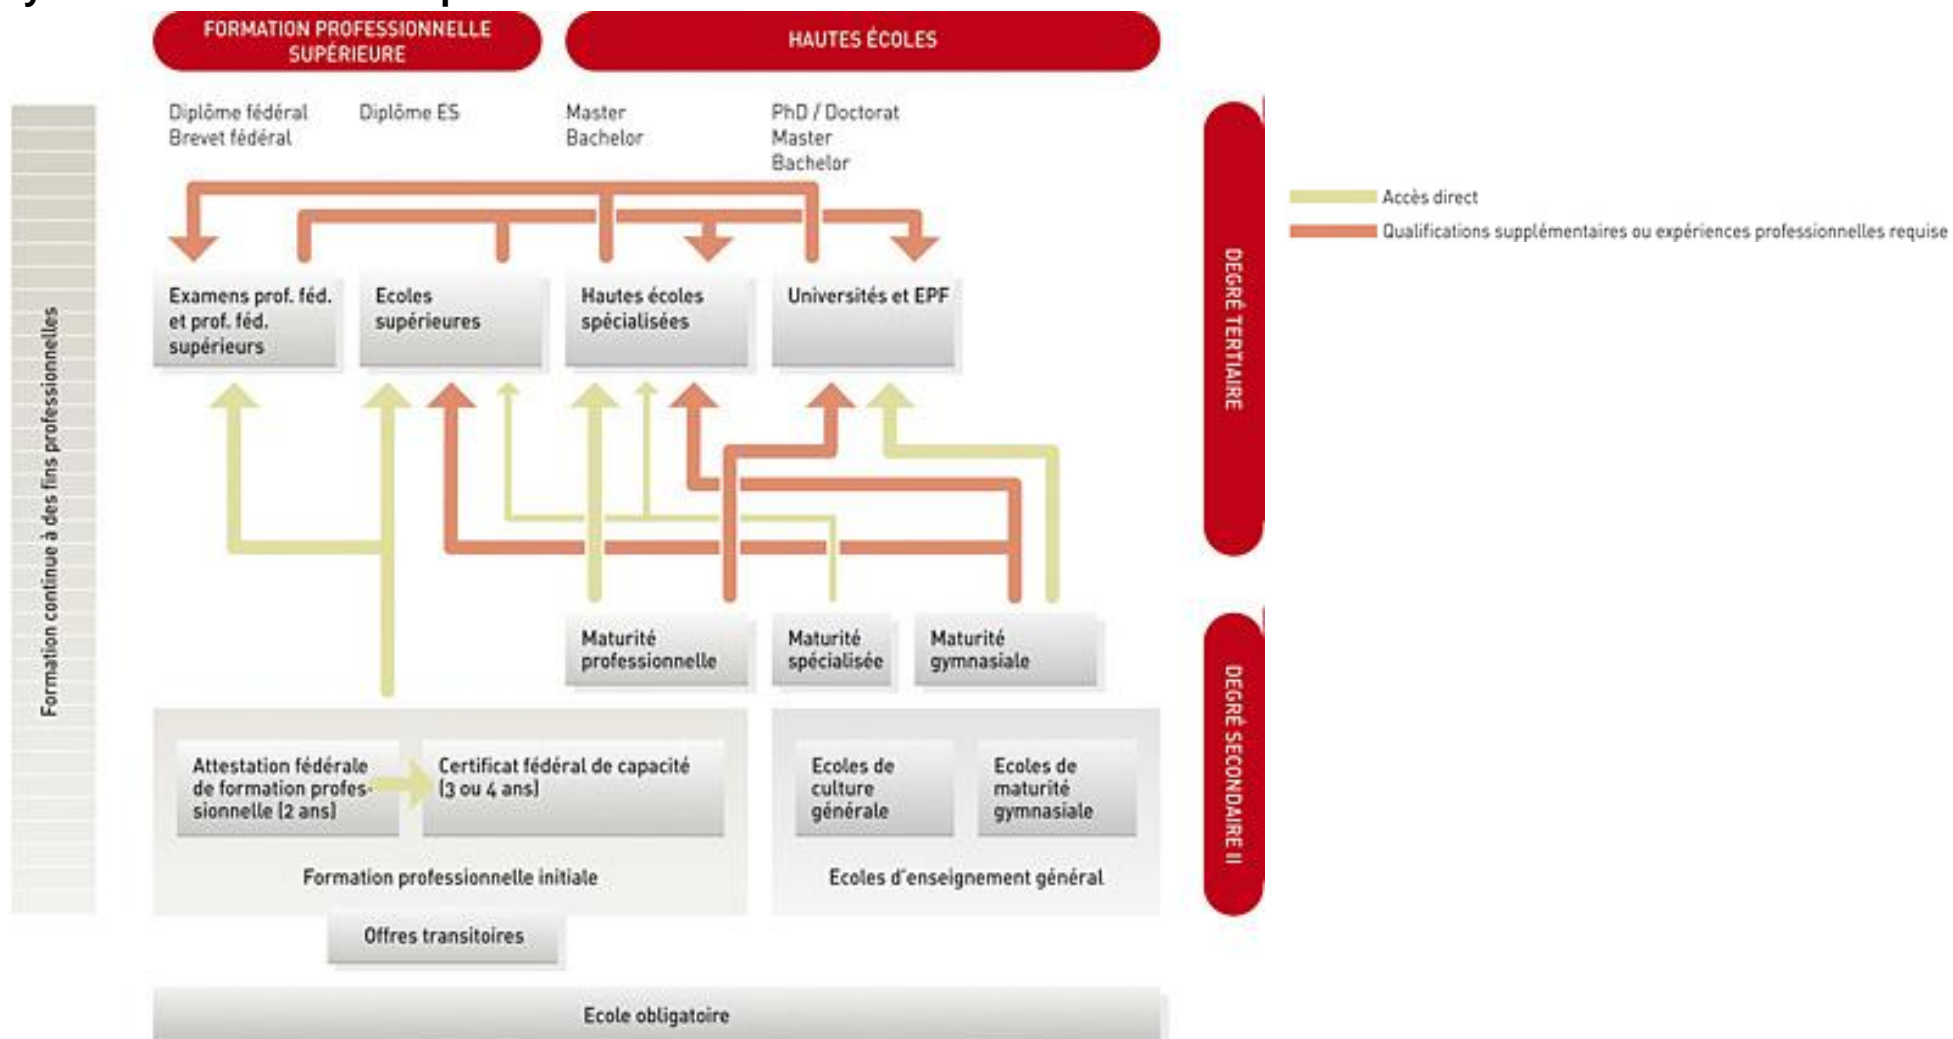 FORMATION PROFESSIONNELLE
SUPÉRIEURE
HAUTES ÉCOLES
Diplôme fédéral
Brevet fédéral
Diplôme ES
Master
Bachelor
PhD / Doctorat
Master
Bachelor
Accès direct
Qualifications supplémentaires ou expériences professionnelles requise
Examens prof. féd.
et prof. féd.
supérieurs
Ecoles
supérieures
Hautes écoles
spécialisées
Universités et EPF
DEGRÉ TERTIAIRE
Formation continue à des fins professionnelles
Maturité
professionnelle
Maturité
spécialisée
Maturité
gymnasiale
DEGRÉ SECONDAIRE II
Attestation fédérale
de formation profes-
sionnelle (2 ans)
Certificat fédéral de capacité
(3 ou 4 ans)
Ecoles de
culture
générale
Ecoles de
maturité
gymnasiale
Formation professionnelle initiale
Ecoles d'enseignement général
Offres transitoires
Ecole obligatoire